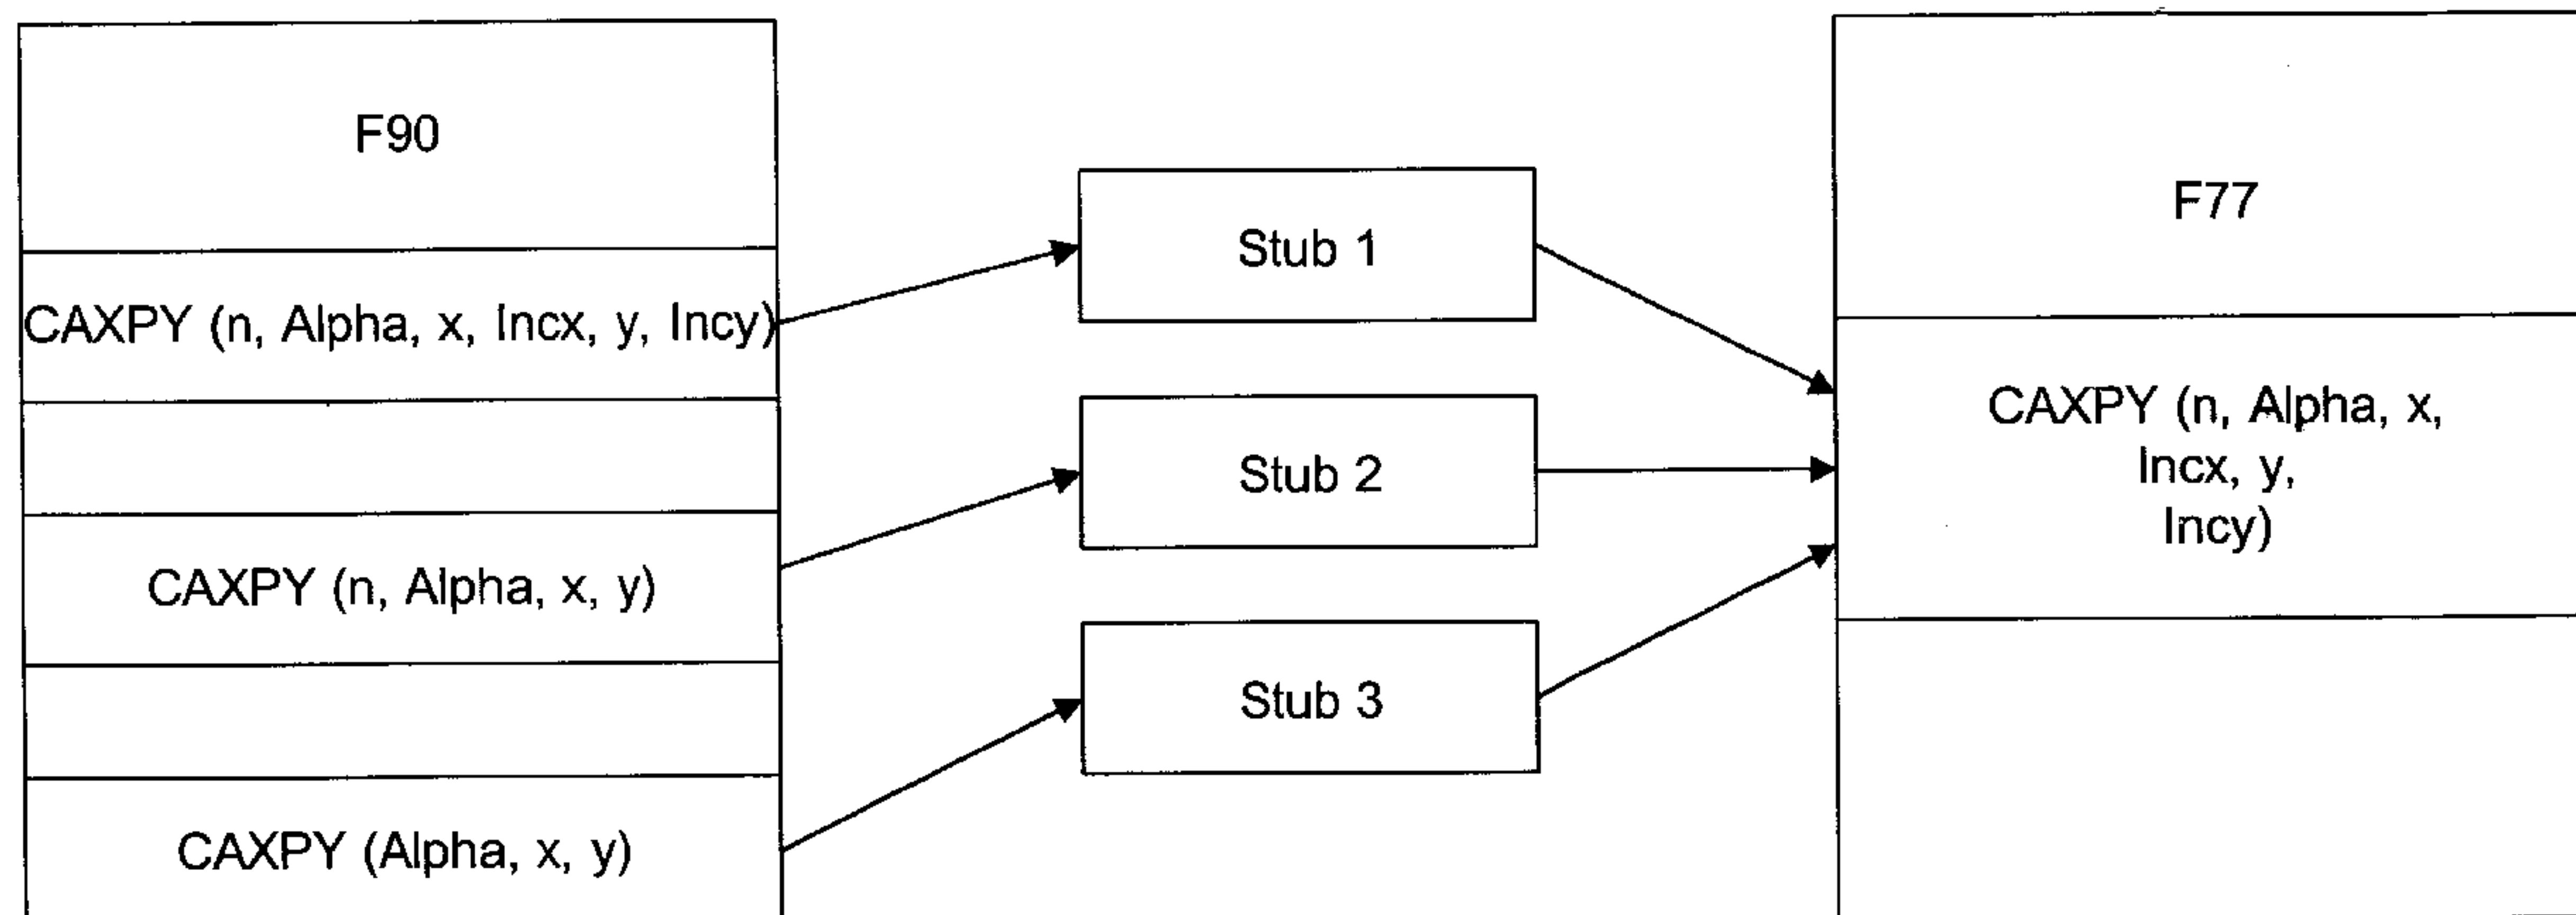 F90
CAXPY (n, Alpha, x, Incx, y, Incy)
CAXPY (n, Alpha, x, y)
CAXPY (Alpha, x, y)
Stub 1
Stub 2
Stub 3
F77
CAXPY (n, Alpha, x,
Incx, y,
Incy)